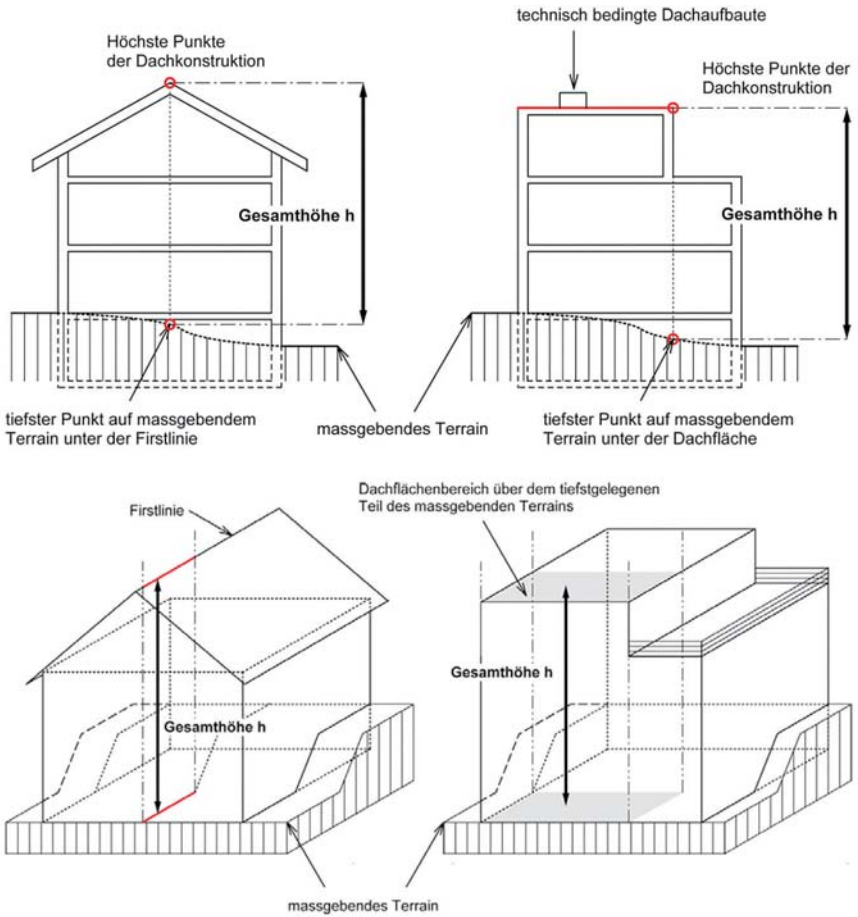 technisch bedingte Dachaufbaute
Höchste Punkte
der Dachkonstruktion
Höchste Punkte der
Dachkonstruktion
Gesamthöhe h
Gesamthöhe h
tiefster Punkt auf massgebendem
Terrain unter der Firstlinie
massgebendes Terrain
tiefster Punkt auf massgebendem
Terrain unter der Dachfläche
Firstlinie
Dachflächenbereich über dem tiefstgelegenen
Teil des massgebenden Terrains
Gesamthöhe h
Gesamthöhe h
massgebendes Terrain